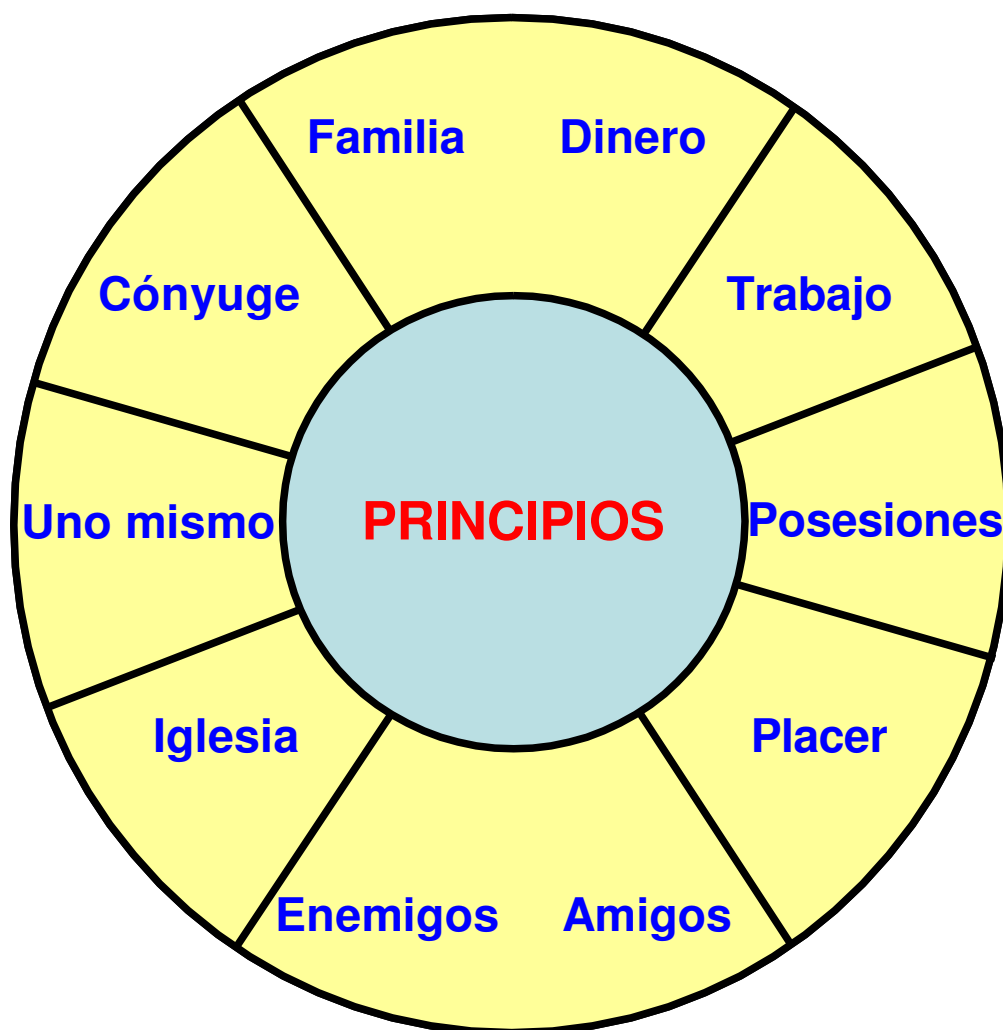 Familia Dinero
Cónyuge
Trabajo
Uno mismo
PRINCIPIOS
Posesiones
Iglesia
Placer
Enemigos Amigos